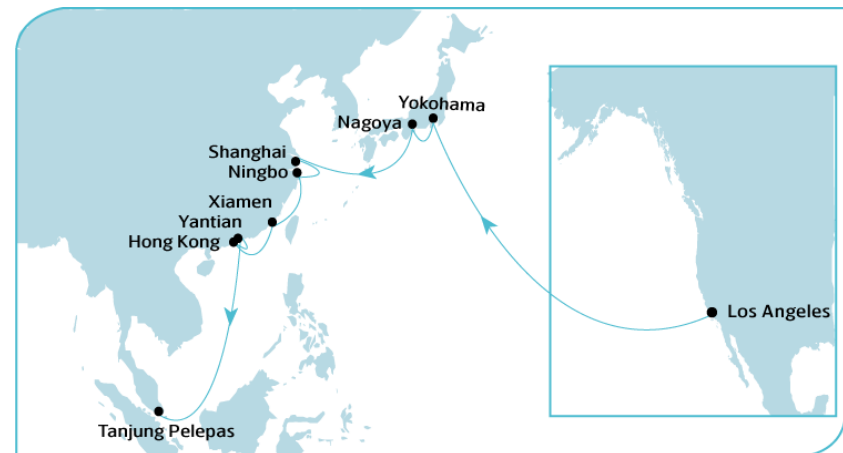 Yokohama
Nagoya
Shanghai
Ningbo
Xiamen
Yantian
Hong Kong
Los Angeles
Tanjung Pelepas